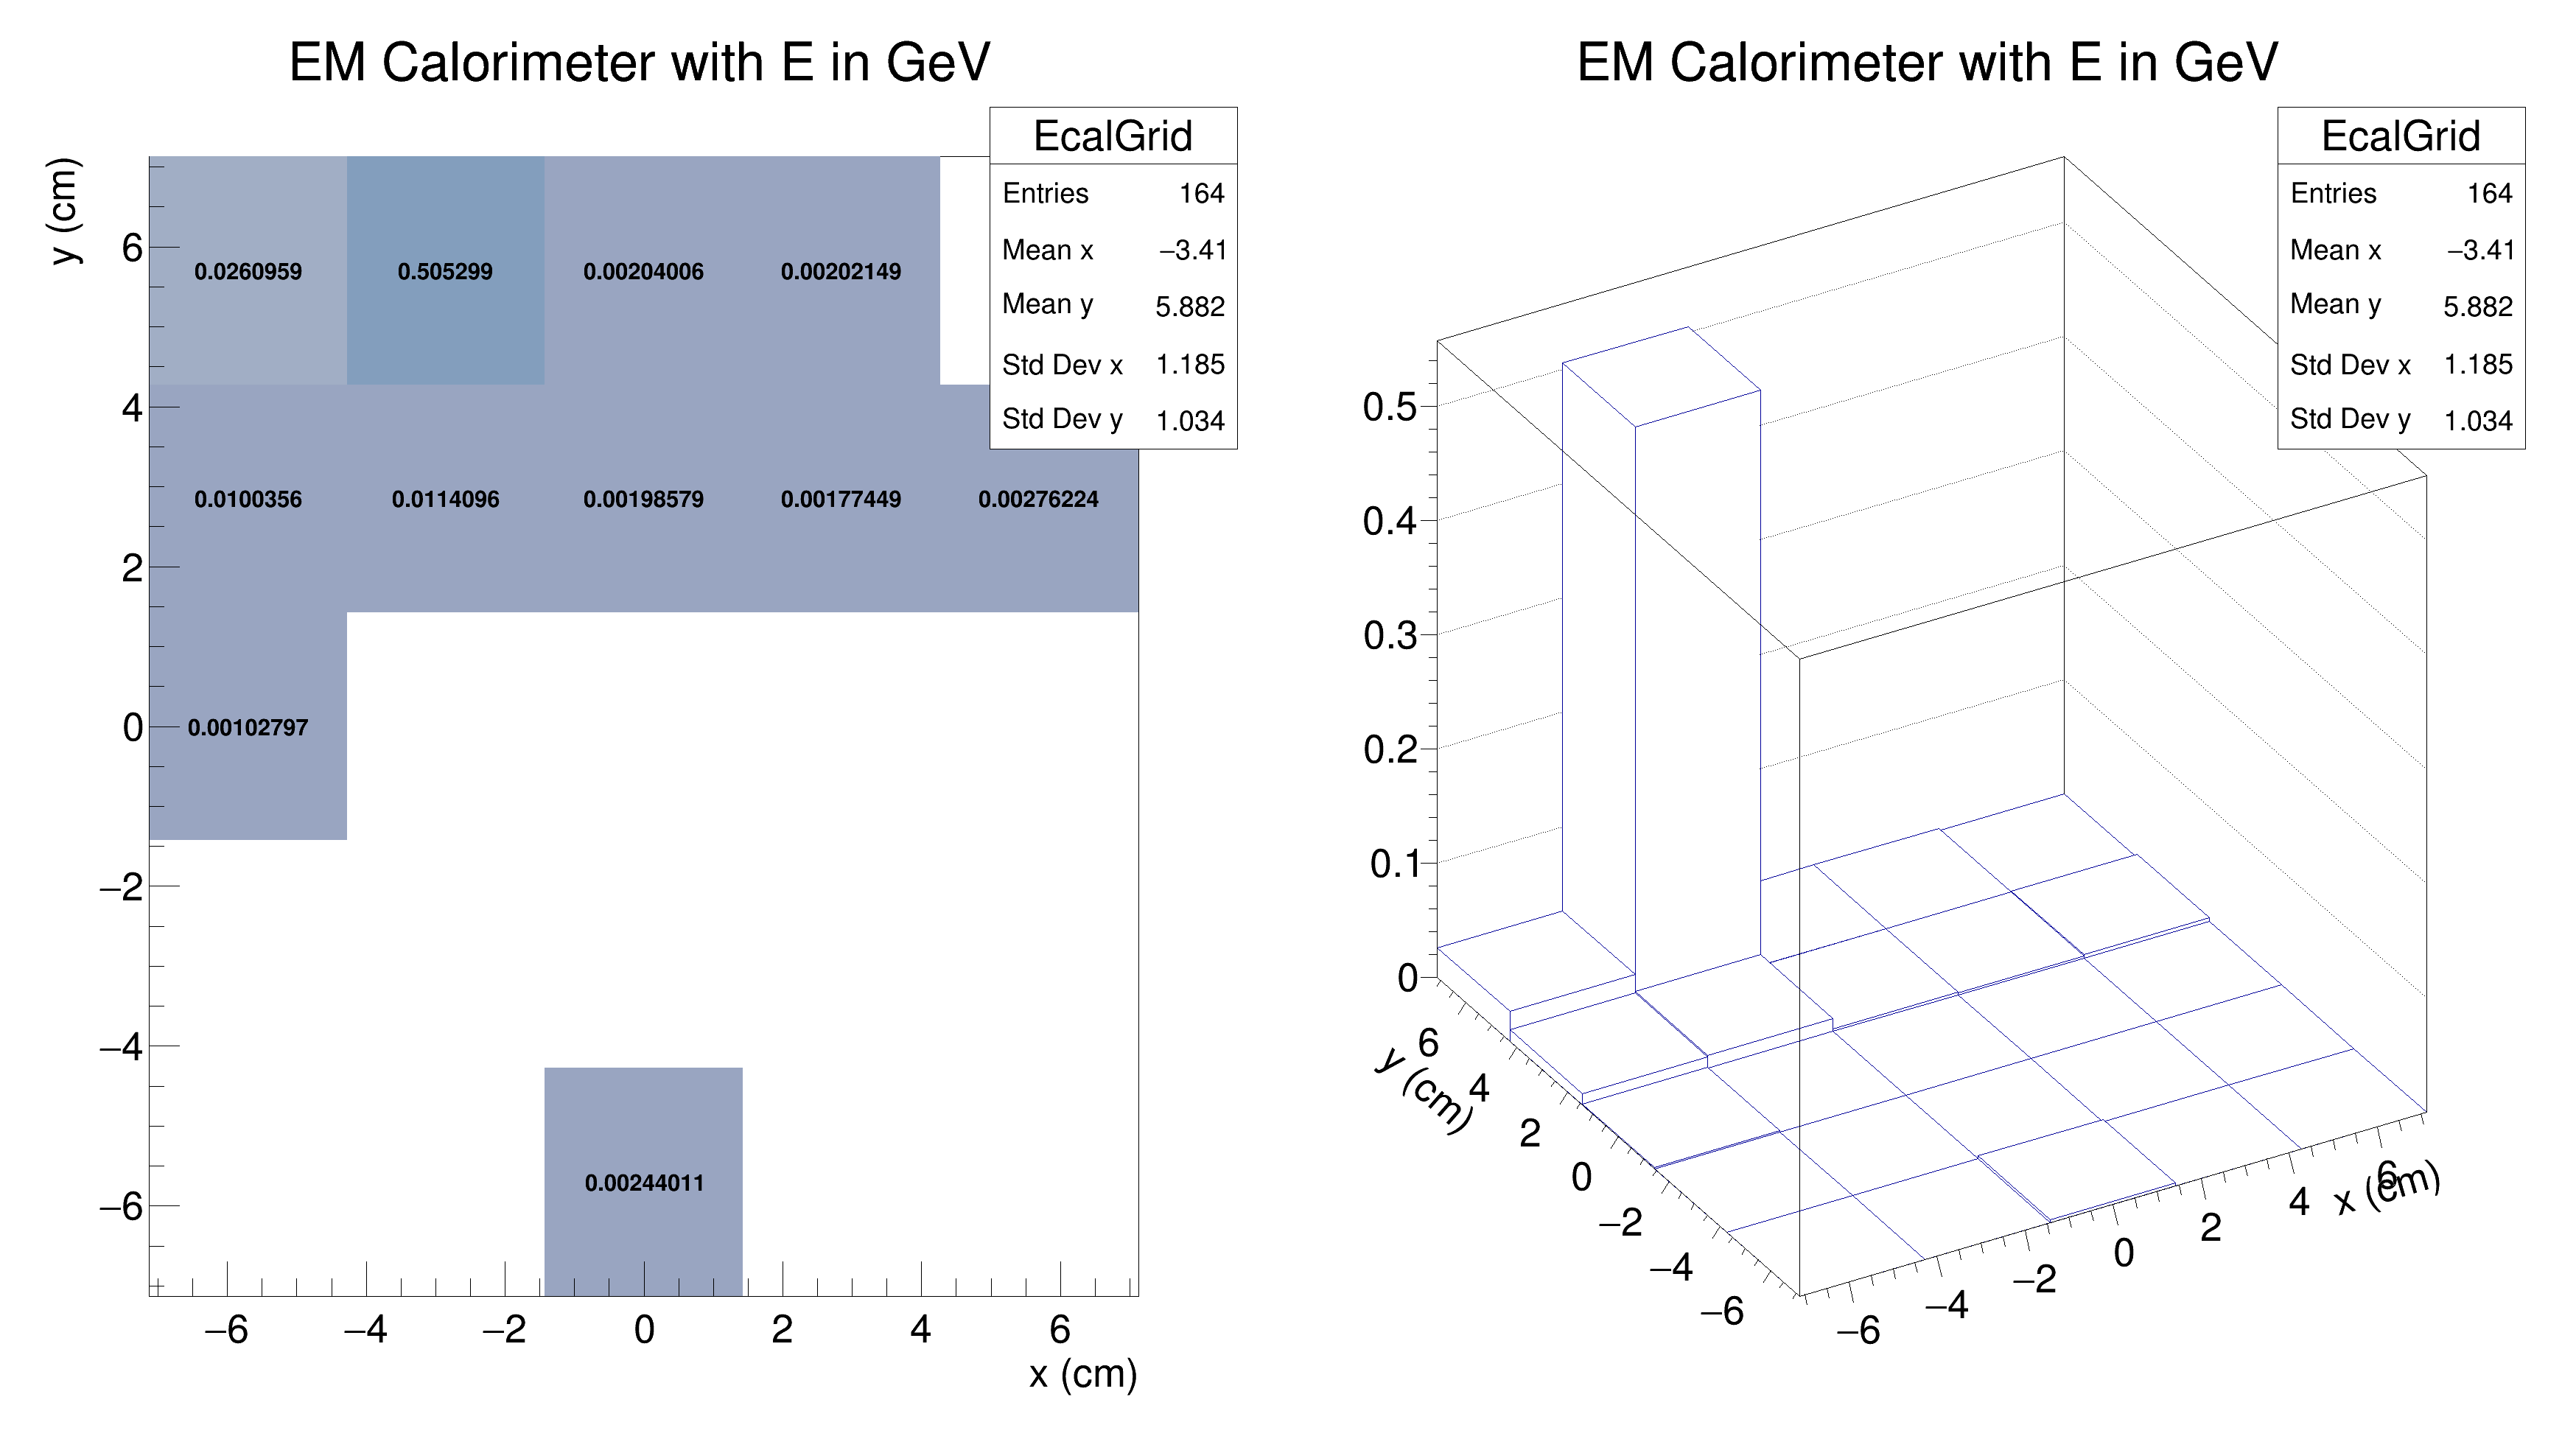 EM Calorimeter with E in GeV
EcalGrid
Entries 164
Mean x −3.41
Mean y 5.882
Std Dev x 1.185
Std Dev y 1.034
y (cm)
6
4
2
0
−2
−4
−6
0.0260959 0.505299 0.00204006 0.00202149
0.0100356 0.0114096 0.00198579 0.00177449 0.00276224
0.00102797
0.00244011
−6 −4 −2 0 2 4 6
x (cm)
EM Calorimeter with E in GeV
EcalGrid
Entries 164
Mean x −3.41
Mean y 5.882
Std Dev x 1.185
Std Dev y 1.034
0.5
0.4
0.3
0.2
0.1
0
6
4
2
0
−2
−4
−6
y (cm)
−6
−4
−2
0
2
4
6
x (cm)